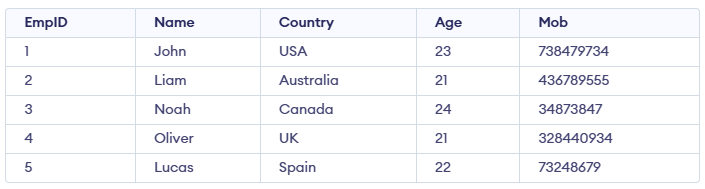 EmpID Name Country Age Mob
1 John USA 23 738479734
2 Liam Australia 21 436789555
3 Noah Canada 24 34873847
4 Oliver UK 21 328440934
5 Lucas Spain 22 73248679